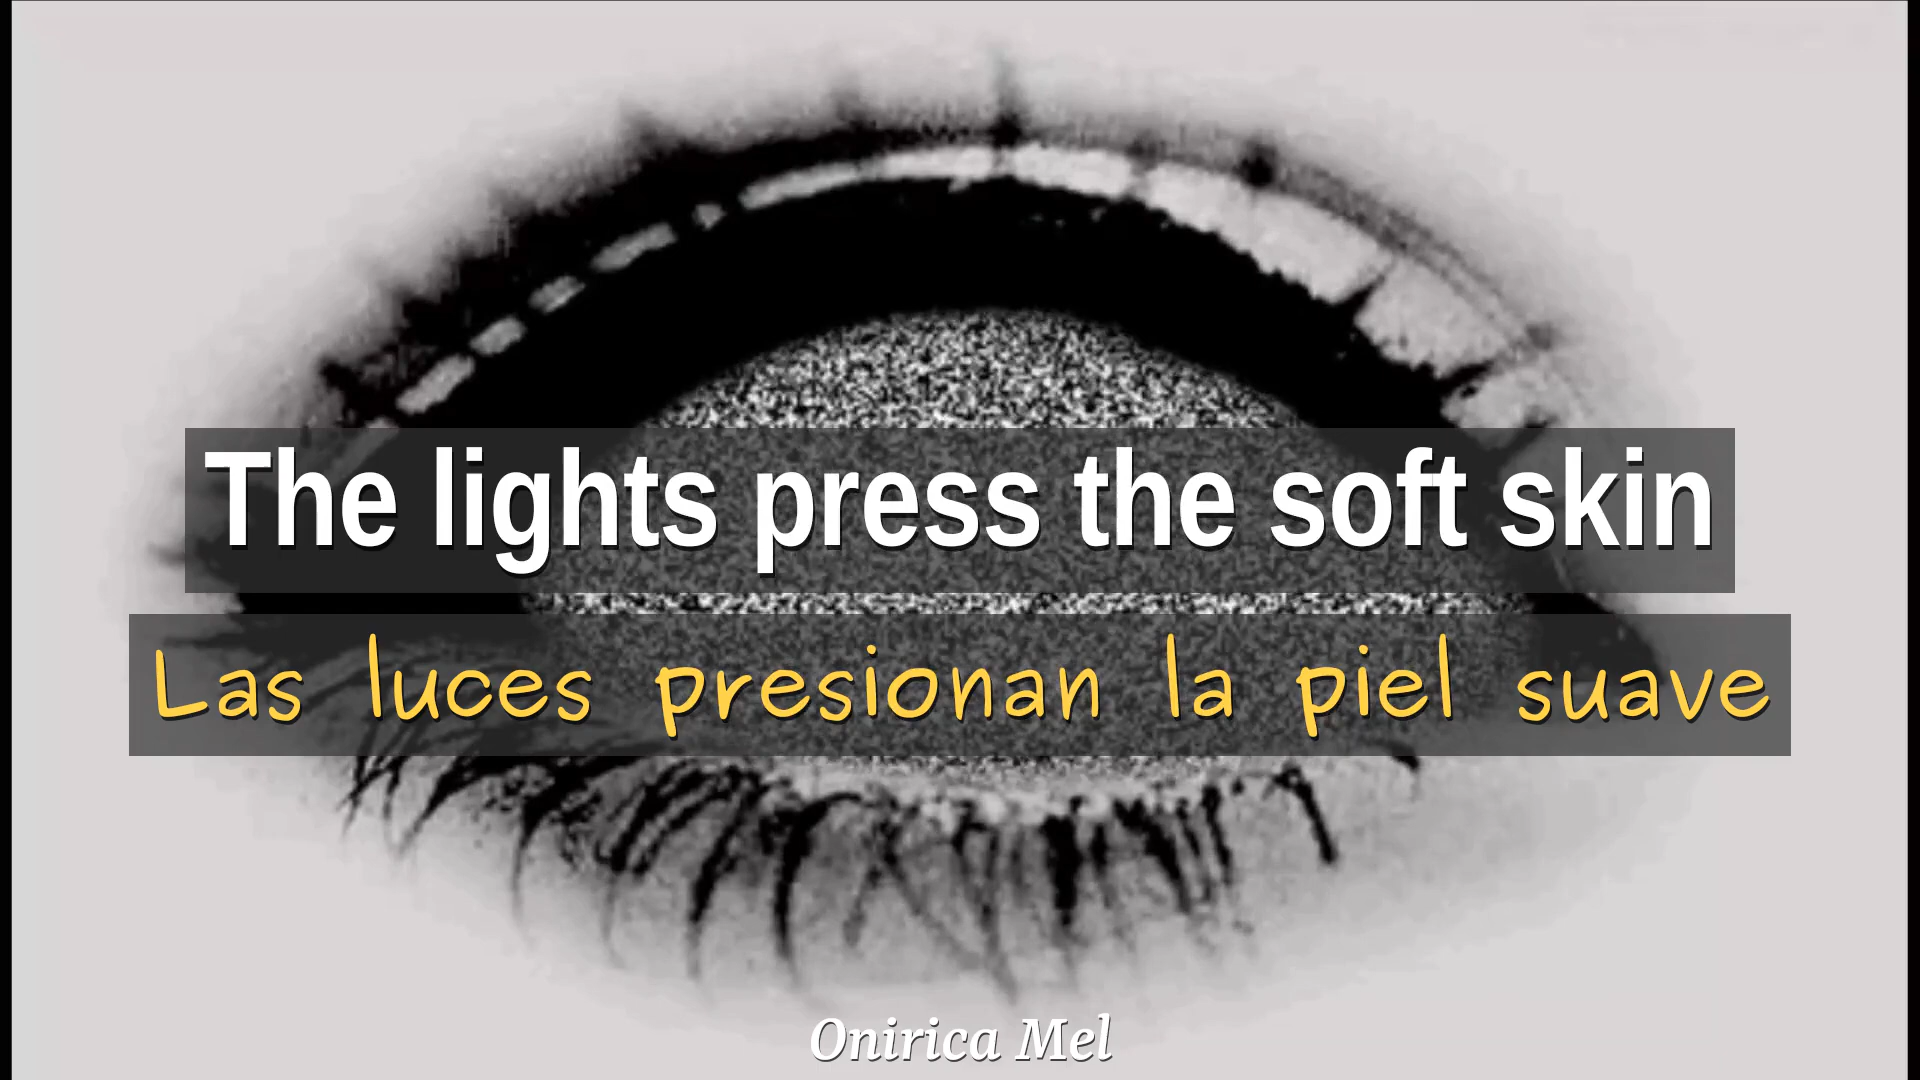 The lights press the soft skin
Las luces presionan la piel suave
Onirica Mel